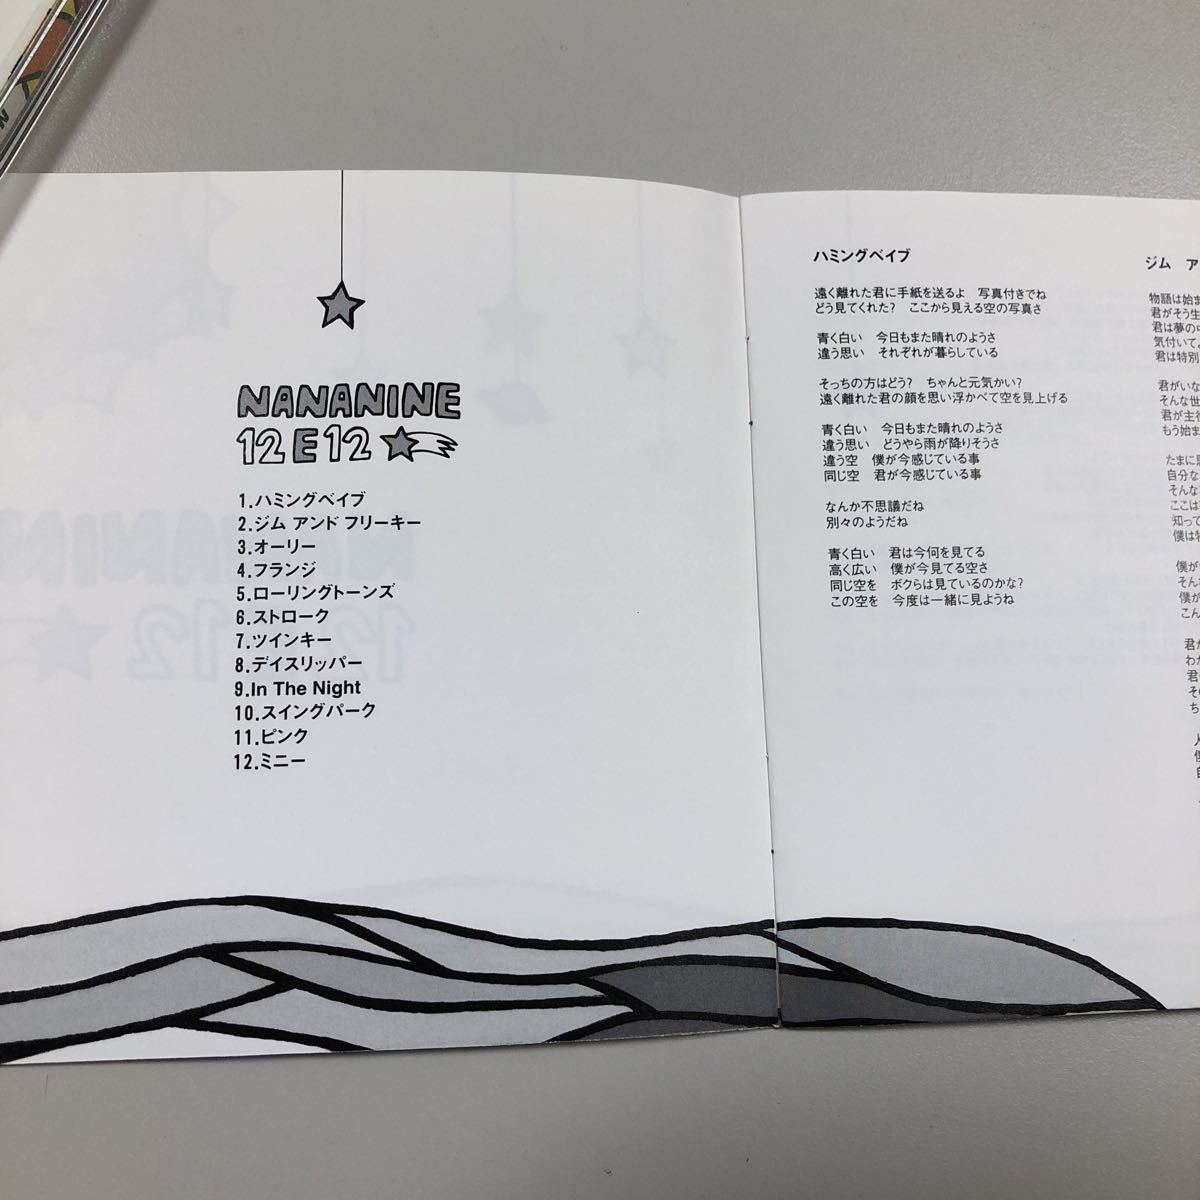 NANANINE
12E12
1.ハミングベイブ
2.ジム アンド フリーキー
3.オーリー
4.フランジ
5.ローリングトーンズ
6.ストローク
7.ツインキー
8.デイスリッパー
9.In The Night
10.スイングパーク
11.ピンク
12.ミニー
ハミングベイブ
遠く離れた君に手紙を送るよ　写真付きでね
どう見てくれた?　ここから見える空の写真さ
青く白い　今日もまた晴れのようさ
違う思い　それぞれが暮らしている
そっちの方はどう?　ちゃんと元気かい?
遠く離れた君の顔を思い浮かべて空を見上げる
青く白い　今日もまた晴れのようさ
違う思い　どうやら雨が降りそうさ
違う空　僕が今感じている事
同じ空　君が今感じている事
なんか不思議だね
別々のようだね
青く白い　君は今何を見てる
高く広い　僕が今見てる空さ
同じ空を　ボクらは見ているのかな?
この空を　今度は一緒に見ようね
ジム　ア
物語は始ま
君がそう生
君は夢の
気付いてよ
君は特別
君がいな
そんな世
君が主役
もう始ま
たまに
自分な
そんな
ここは
知って
僕は特
僕が
そん
僕が
こん
君が
わか
君
そ
ち
人
僕
自